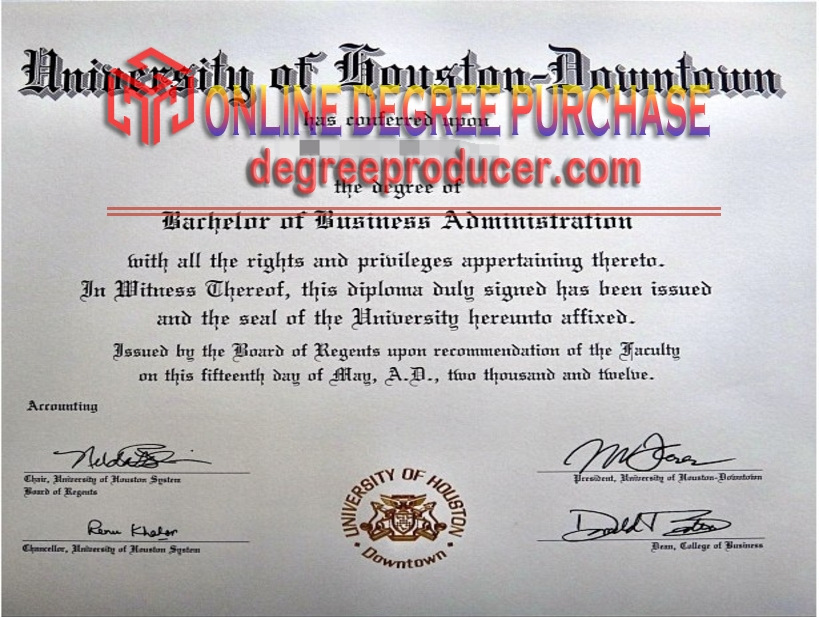 University of Houston-Downtown
ONLINE DEGREE PURCHASE
has conferred upon
degreeproducer.com
the degree of
Bachelor of Business Administration
with all the rights and privileges appertaining thereto.
In Witness Thereof, this diploma duly signed has been issued
and the seal of the University hereunto affixed.
Issued by the Board of Regents upon recommendation of the Faculty
on this fifteenth day of May, A.D., two thousand and twelve.
Accounting
Chair, University of Houston System
Board of Regents
President, University of Houston-Downtown
UNIVERSITY OF HOUSTON
Downtown
Renu Khator
Chancellor, University of Houston System
Dean, College of Business